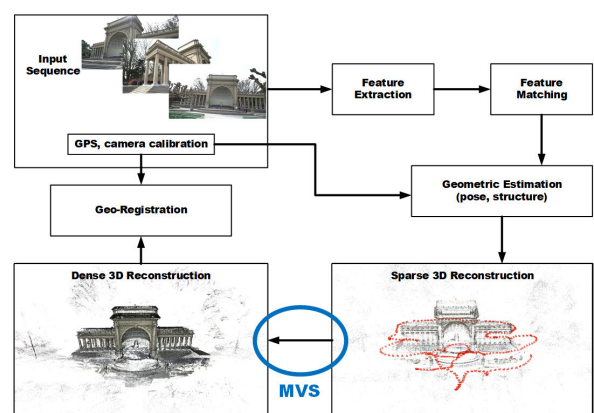 Input
Sequence
GPS, camera calibration
Feature
Extraction
Feature
Matching
Geo-Registration
Geometric Estimation
(pose, structure)
Dense 3D Reconstruction
Sparse 3D Reconstruction
MVS